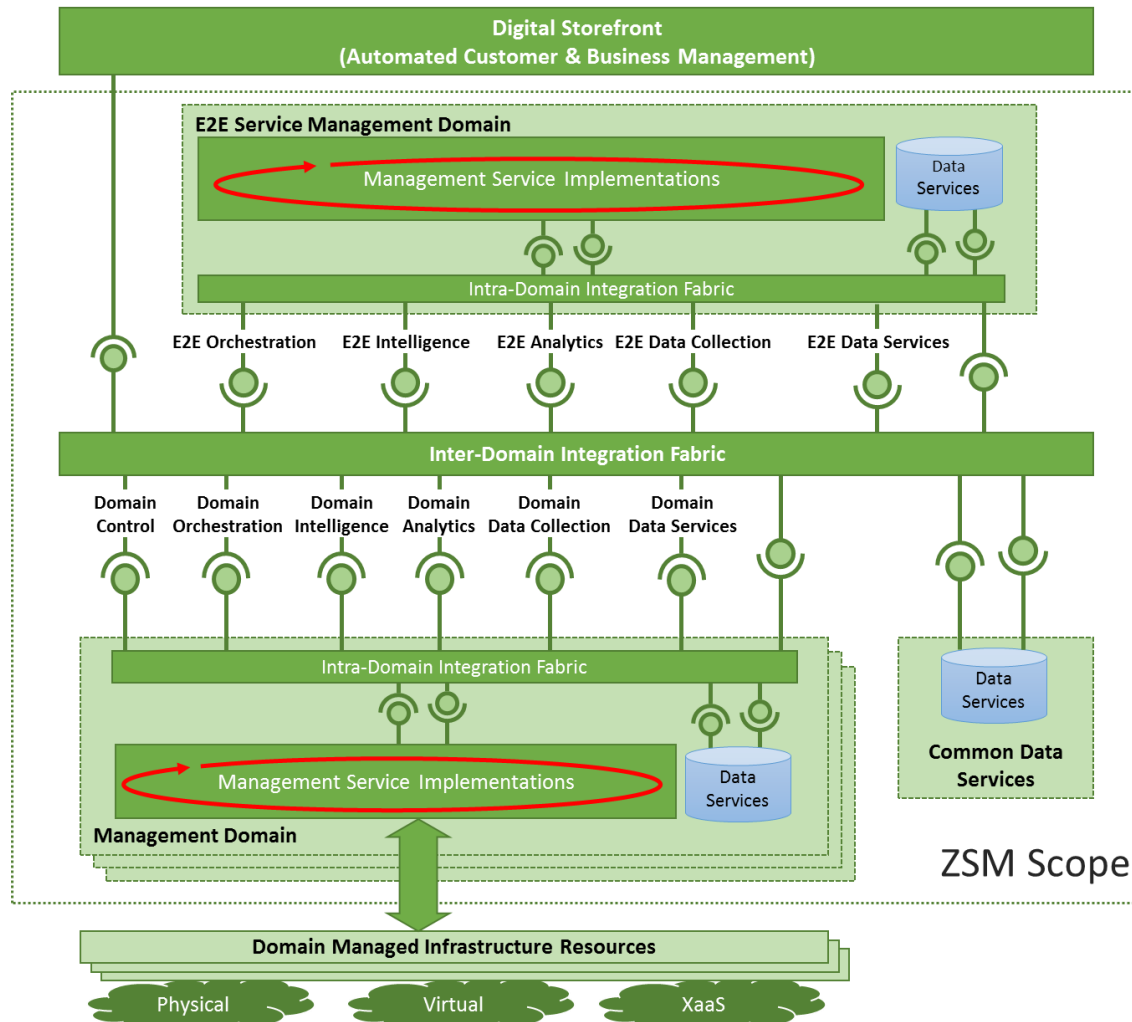 Digital Storefront
(Automated Customer & Business Management)
E2E Service Management Domain
Management Service Implementations
Data
Services
Intra-Domain Integration Fabric
E2E Orchestration
E2E Intelligence
E2E Analytics
E2E Data Collection
E2E Data Services
Inter-Domain Integration Fabric
Domain
Control
Domain
Orchestration
Domain
Intelligence
Domain
Analytics
Domain
Data Collection
Domain
Data Services
Intra-Domain Integration Fabric
Management Service Implementations
Data
Services
Management Domain
Data
Services
Common Data
Services
ZSM Scope
Domain Managed Infrastructure Resources
Physical
Virtual
XaaS